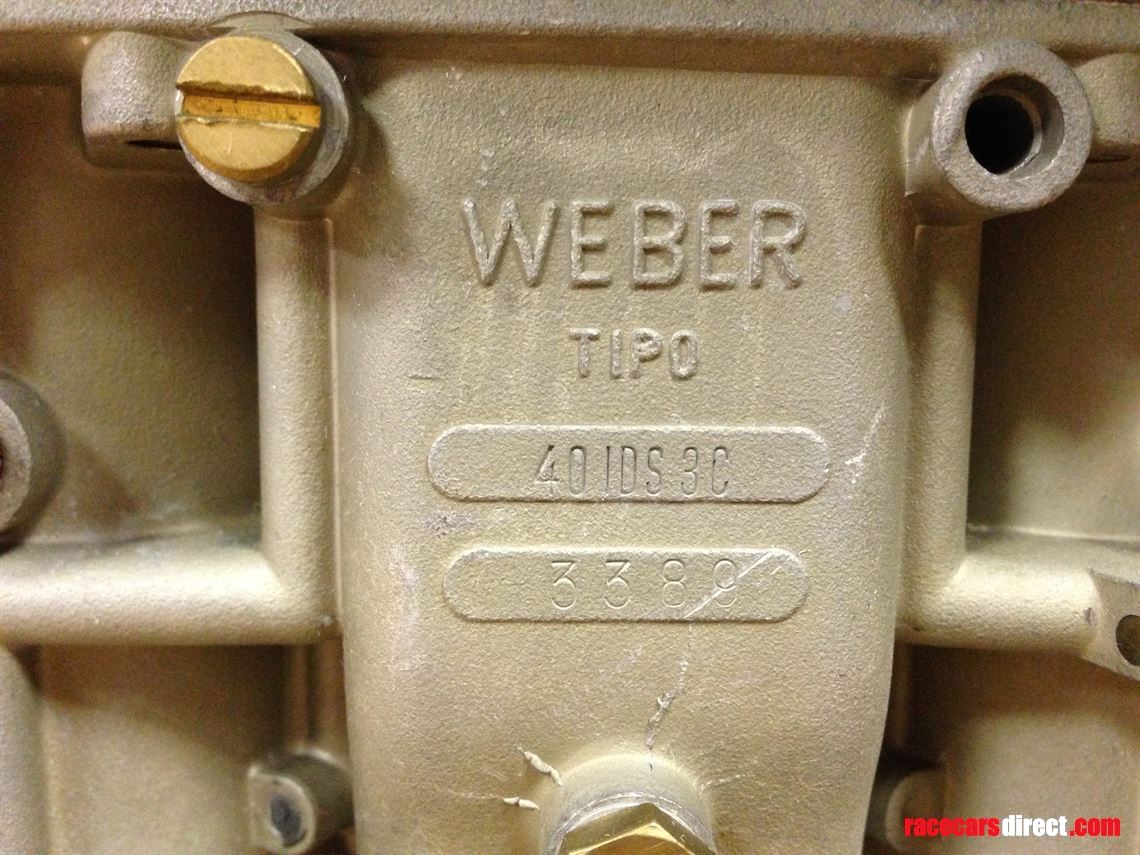 WEBER
TIPO
40 IDS 3C
3389
racecarsdirect.com